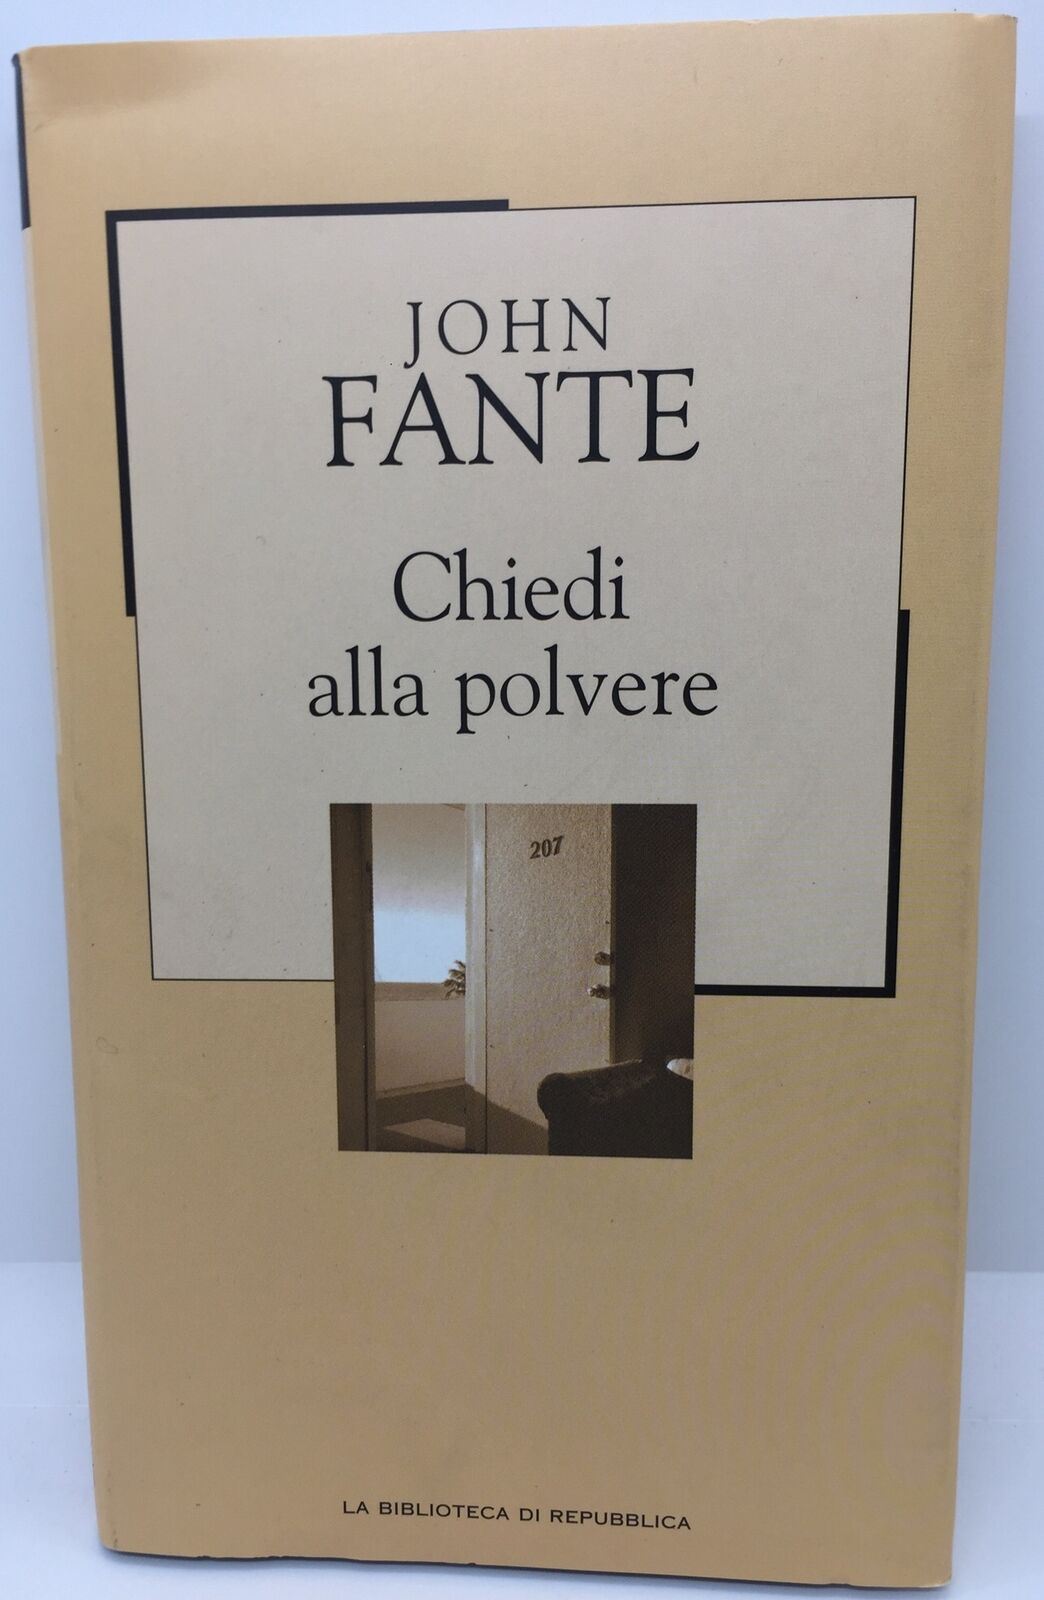 JOHN
FANTE
Chiedi
alla polvere
207
LA BIBLIOTECA DI REPUBBLICA